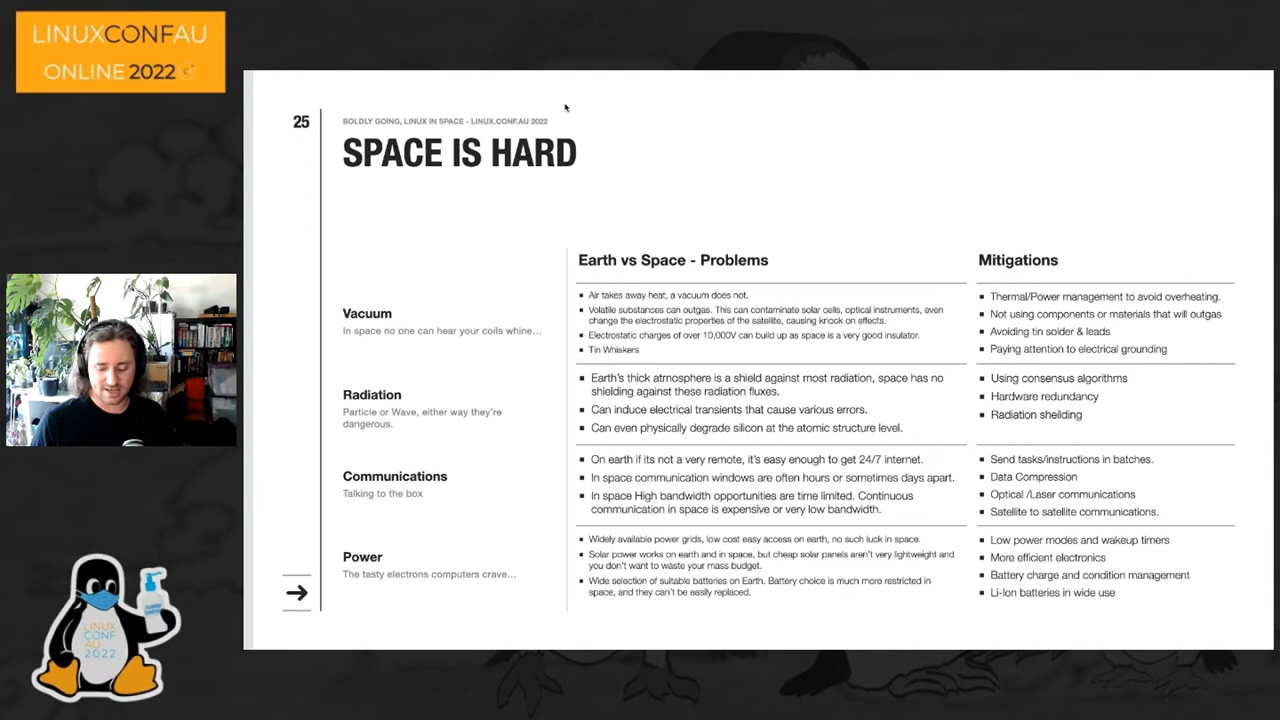 LINUXCONFAU
ONLINE 2022
25
BOLDLY GOING, LINUX IN SPACE - LINUX.CONF.AU 2022
SPACE IS HARD
Earth vs Space - Problems
Mitigations
Vacuum
In space no one can hear your coils whine...
▪ Air takes away heat, a vacuum does not.
▪ Volatile substances can outgas. This can contaminate solar cells, optical instruments, even
change the electrostatic properties of the satellite, causing knock on effects.
▪ Electrostatic charges of over 10,000V can build up as space is a very good insulator.
▪ Tin Whiskers
▪ Thermal/Power management to avoid overheating.
▪ Not using components or materials that will outgas
▪ Avoiding tin solder & leads
▪ Paying attention to electrical grounding
Radiation
Particle or Wave, either way they're
dangerous.
▪ Earth's thick atmosphere is a shield against most radiation, space has no
shielding against these radiation fluxes.
▪ Can induce electrical transients that cause various errors.
▪ Can even physically degrade silicon at the atomic structure level.
▪ Using consensus algorithms
▪ Hardware redundancy
▪ Radiation sheilding
Communications
Talking to the box
▪ On earth if its not a very remote, it's easy enough to get 24/7 internet.
▪ In space communication windows are often hours or sometimes days apart.
▪ In space High bandwidth opportunities are time limited. Continuous
communication in space is expensive or very low bandwidth.
▪ Send tasks/instructions in batches.
▪ Data Compression
▪ Optical /Laser communications
▪ Satellite to satellite communications.
Power
The tasty electrons computers crave...
▪ Widely available power grids, low cost easy access on earth, no such luck in space.
▪ Solar power works on earth and in space, but cheap solar panels aren't very lightweight and
you don't want to waste your mass budget.
▪ Wide selection of suitable batteries on Earth. Battery choice is much more restricted in
space, and they can't be easily replaced.
▪ Low power modes and wakeup timers
▪ More efficient electronics
▪ Battery charge and condition management
▪ Li-Ion batteries in wide use
LINUX
CONF
AU
2022